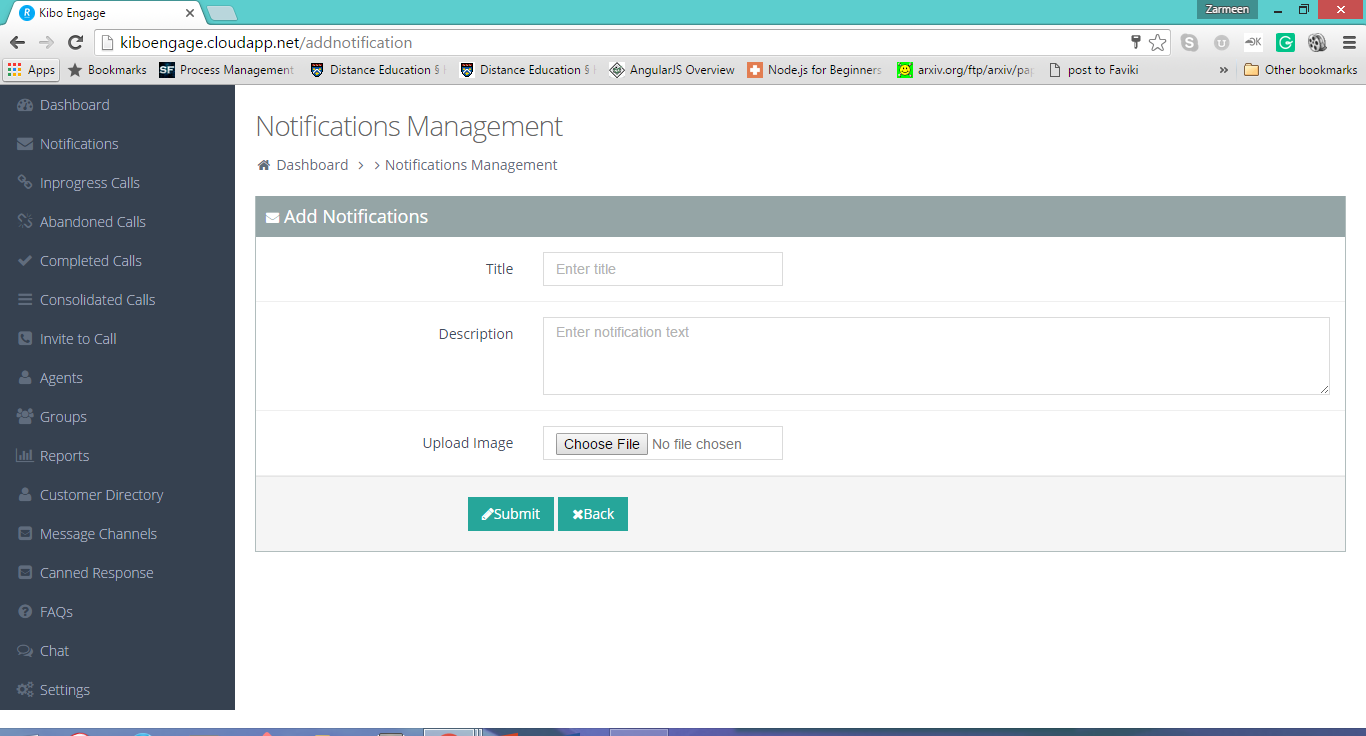 Kibo Engage
Zarmeen
kiboengage.cloudapp.net/addnotification
Apps Bookmarks SF Process Management Distance Education § Distance Education § AngularJS Overview Node.js for Beginners arxiv.org/ftp/arxiv/pap post to Faviki » Other bookmarks
Dashboard
Notifications
Inprogress Calls
Abandoned Calls
Completed Calls
Consolidated Calls
Invite to Call
Agents
Groups
Reports
Customer Directory
Message Channels
Canned Response
FAQs
Chat
Settings
Notifications Management
Dashboard > > Notifications Management
Add Notifications
Title Enter title
Description Enter notification text
Upload Image Choose File No file chosen
Submit Back